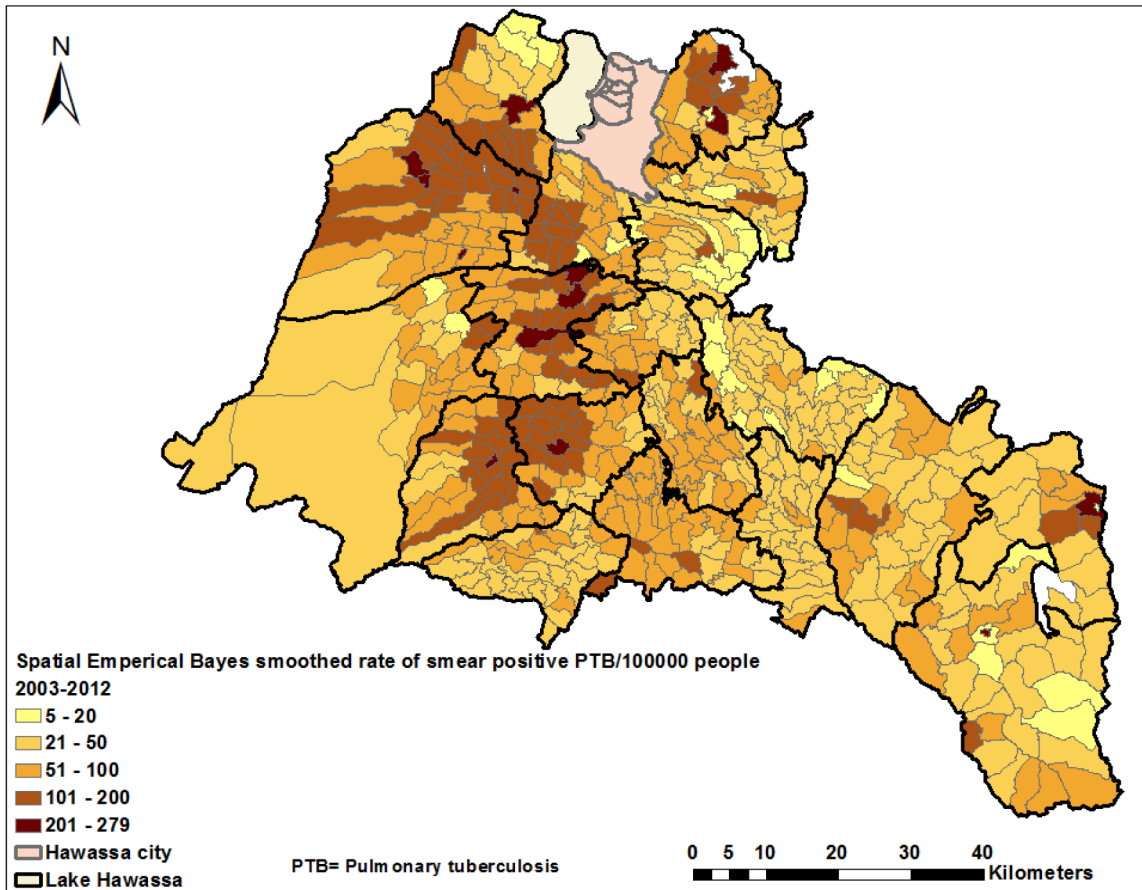 N
Spatial Emperical Bayes smoothed rate of smear positive PTB/100000 people
2003-2012
5 - 20
21 - 50
51 - 100
101 - 200
201 - 279
Hawassa city
Lake Hawassa
PTB= Pulmonary tuberculosis
0 5 10 20 30 40
Kilometers